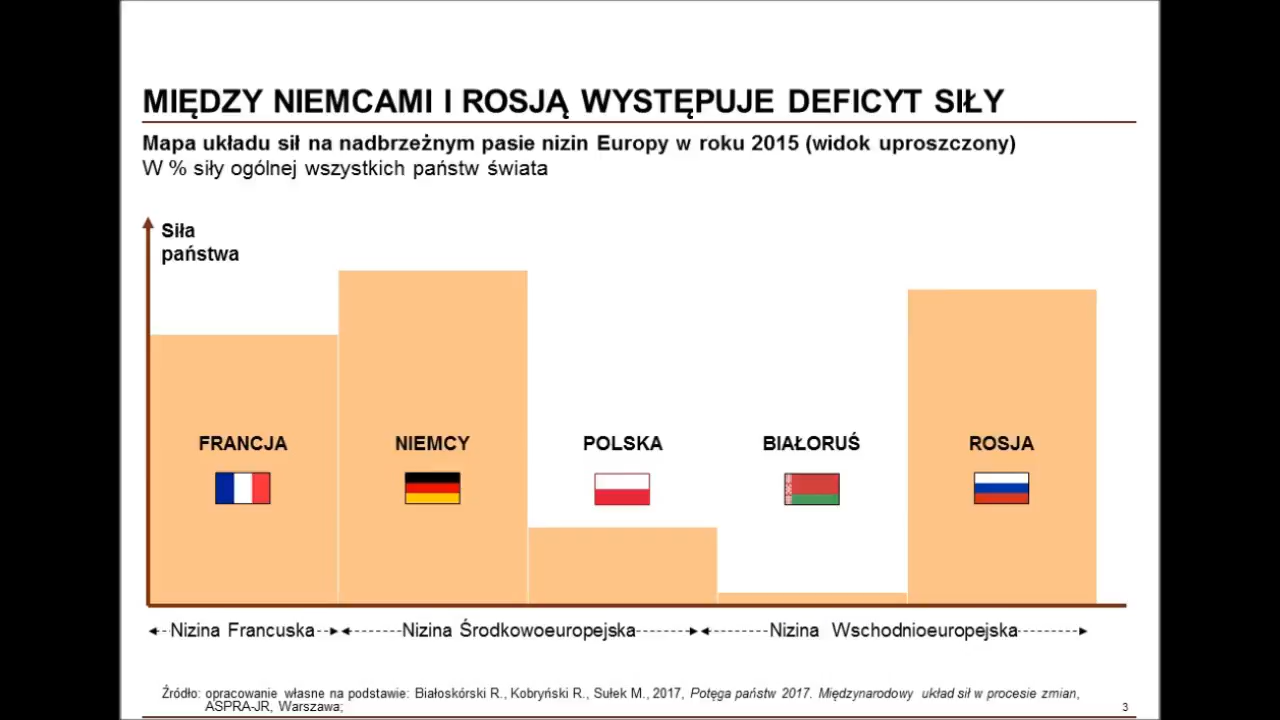 MIĘDZY NIEMCAMI I ROSJĄ WYSTĘPUJE DEFICYT SIŁY
Mapa układu sił na nadbrzeżnym pasie nizin Europy w roku 2015 (widok uproszczony)
W % siły ogólnej wszystkich państw świata
Siła
państwa
FRANCJA NIEMCY POLSKA BIAŁORUŚ ROSJA
Nizina Francuska Nizina Środkowoeuropejska Nizina Wschodnioeuropejska
Źródło: opracowanie własne na podstawie: Białoskórski R., Kobryński R., Sułek M., 2017, Potęga państw 2017. Międzynarodowy układ sił w procesie zmian,
ASPRA-JR, Warszawa;
3